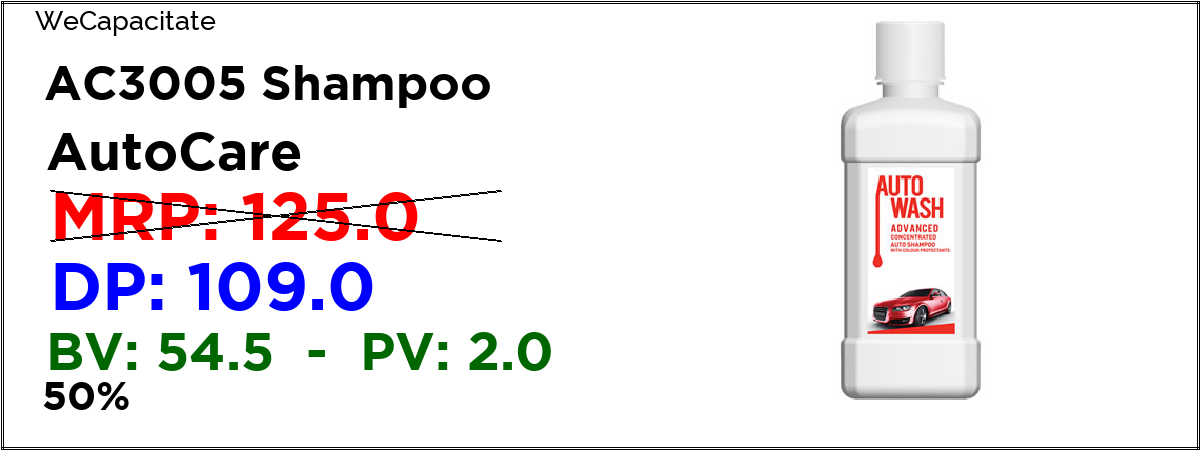 WeCapacitate
AC3005 Shampoo
AutoCare
MRP: 125.0
DP: 109.0
BV: 54.5 - PV: 2.0
50%
AUTO
WASH
ADVANCED
CONCENTRATED
AUTO SHAMPOO
WITH COLOUR PROTECTANTS